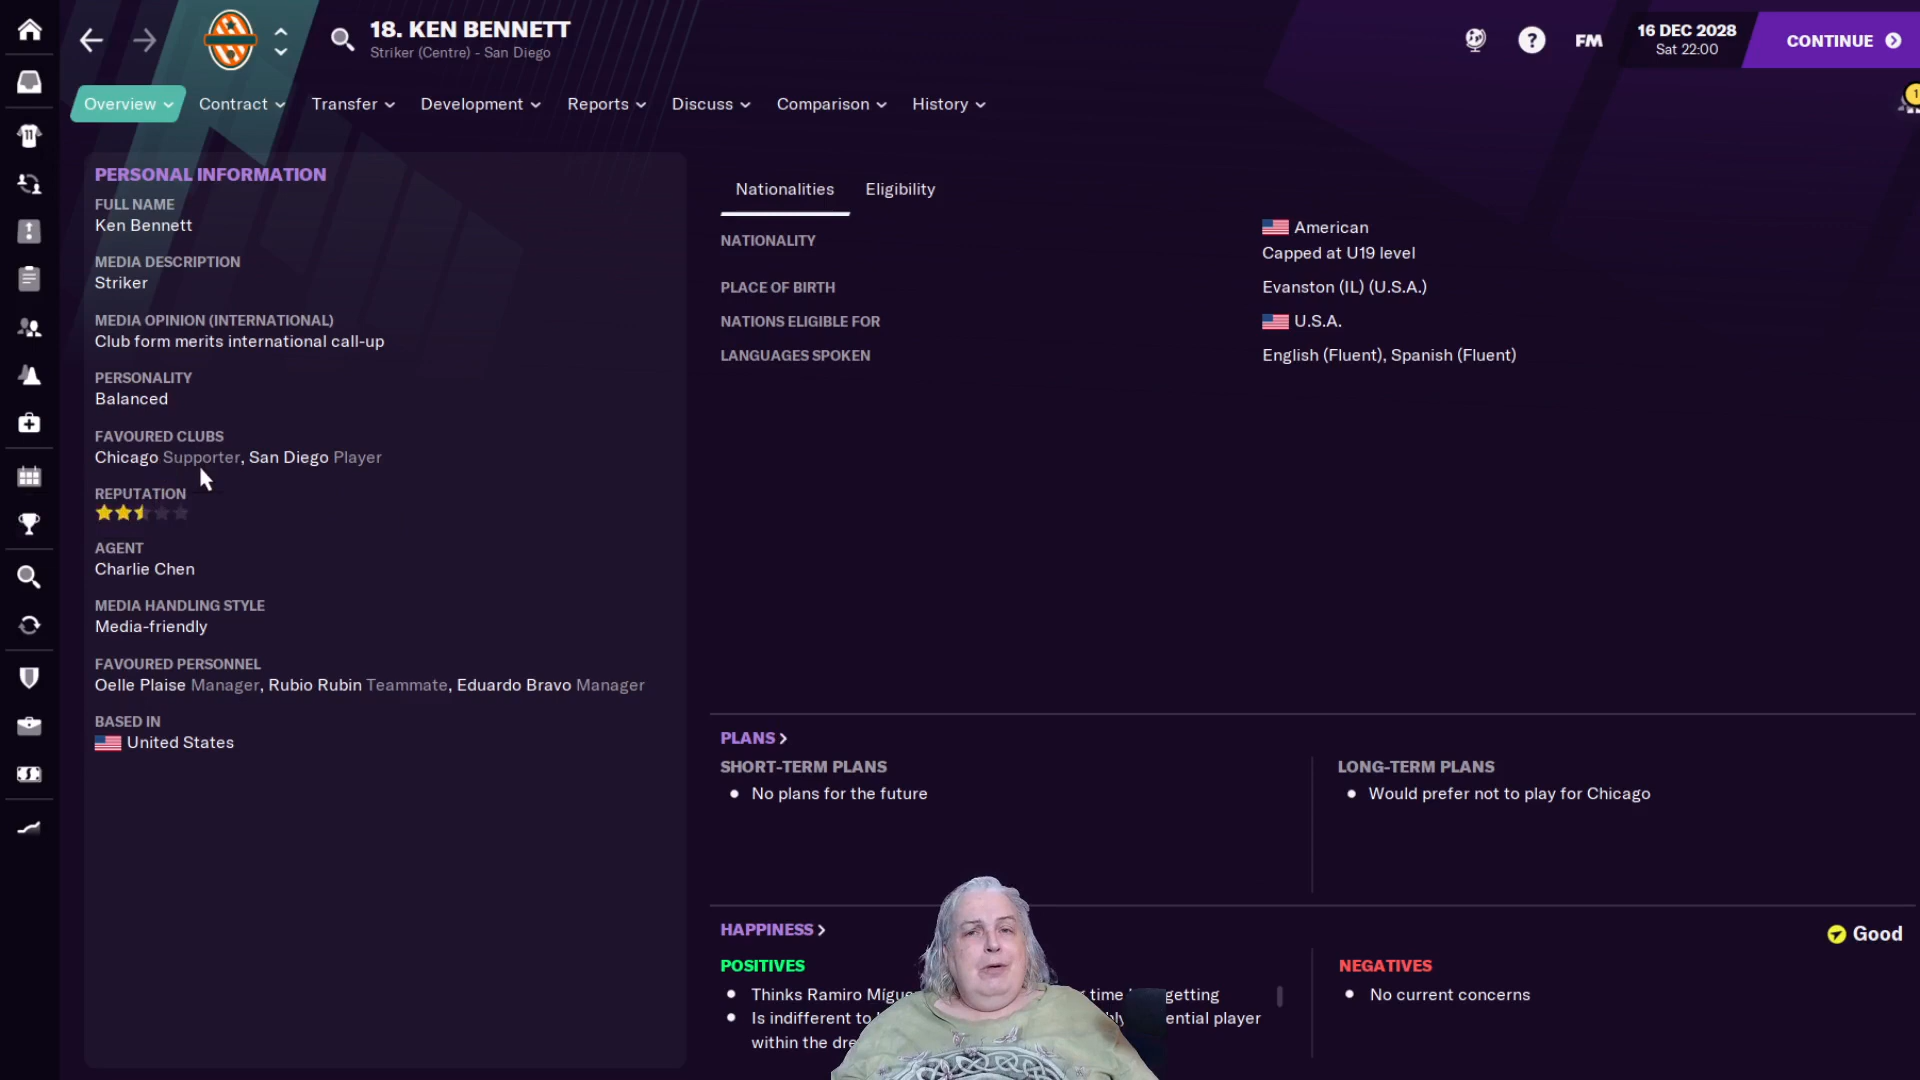 18. KEN BENNETT
Striker (Centre) - San Diego
FM
16 DEC 2028
Sat 22:00
CONTINUE
1
Overview
Contract
Transfer
Development
Reports
Discuss
Comparison
History
11
PERSONAL INFORMATION
FULL NAME
Ken Bennett
MEDIA DESCRIPTION
Striker
MEDIA OPINION (INTERNATIONAL)
Club form merits international call-up
PERSONALITY
Balanced
FAVOURED CLUBS
Chicago Supporter, San Diego Player
REPUTATION
AGENT
Charlie Chen
MEDIA HANDLING STYLE
Media-friendly
FAVOURED PERSONNEL
Oelle Plaise Manager, Rubio Rubin Teammate, Eduardo Bravo Manager
BASED IN
United States
Nationalities Eligibility
NATIONALITY
American
Capped at U19 level
PLACE OF BIRTH
Evanston (IL) (U.S.A.)
NATIONS ELIGIBLE FOR
U.S.A.
LANGUAGES SPOKEN
English (Fluent), Spanish (Fluent)
PLANS
SHORT-TERM PLANS
No plans for the future
LONG-TERM PLANS
Would prefer not to play for Chicago
HAPPINESS
Good
POSITIVES
Thinks Ramiro time getting
Is indifferent to player
within the
NEGATIVES
No current concerns